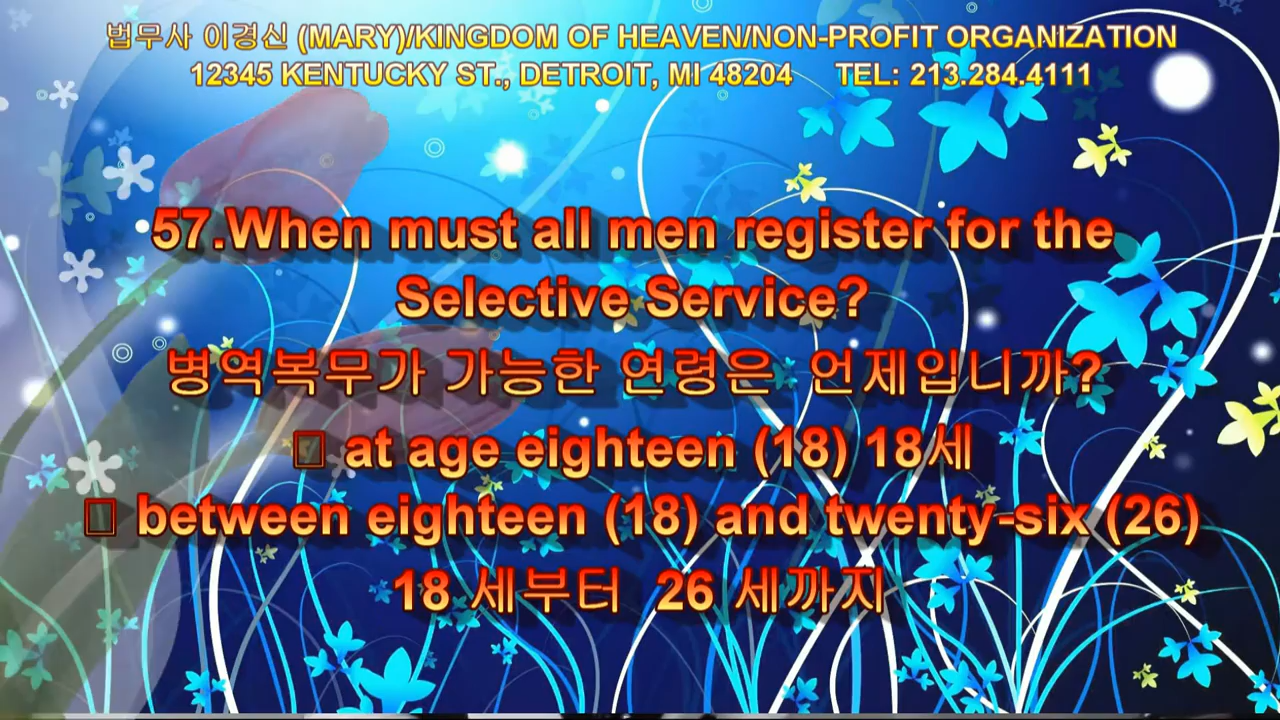 법무사 이경신 (MARY)/KINGDOM OF HEAVEN/NON-PROFIT ORGANIZATION
12345 KENTUCKY ST., DETROIT, MI 48204 TEL: 213.284.4111
57.When must all men register for the
Selective Service?
병역복무가 가능한 연령은 언제입니까?
□ at age eighteen (18) 18세
□ between eighteen (18) and twenty-six (26)
18 세부터 26 세까지